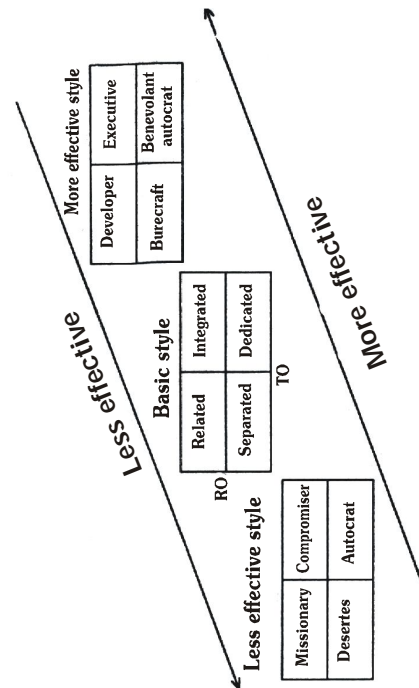 Less effective
More effective style
Developer
Executive
Burecraft
Benevolant
autocrat
Basic style
Related
Integrated
Separated
Dedicated
RO
TO
Less effective style
Missionary
Compromiser
Desertes
Autocrat
More effective